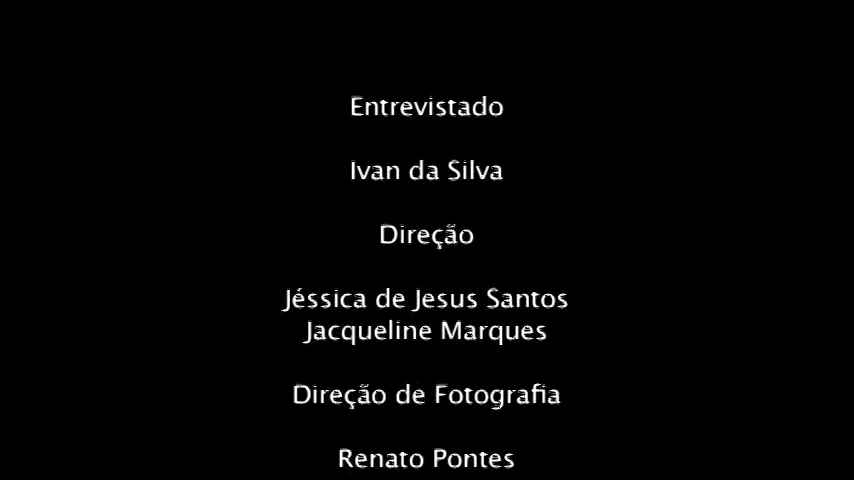 Entrevistado
Ivan da Silva
Direção
Jéssica de Jesus Santos
Jacqueline Marques
Direção de Fotografia
Renato Pontes